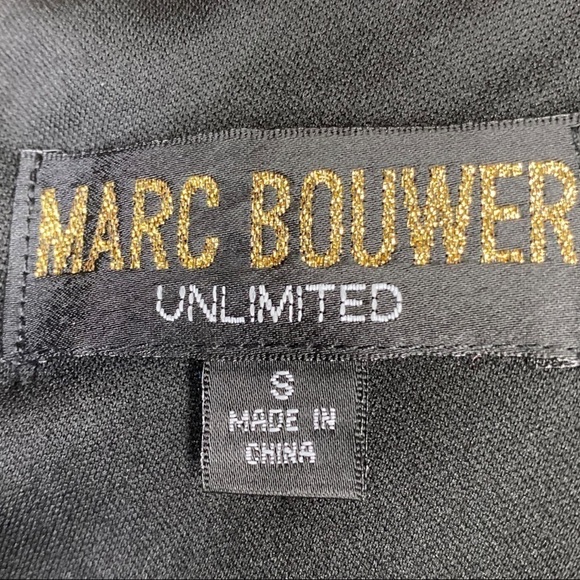 MARC BOUWER
UNLIMITED
S
MADE IN
CHINA